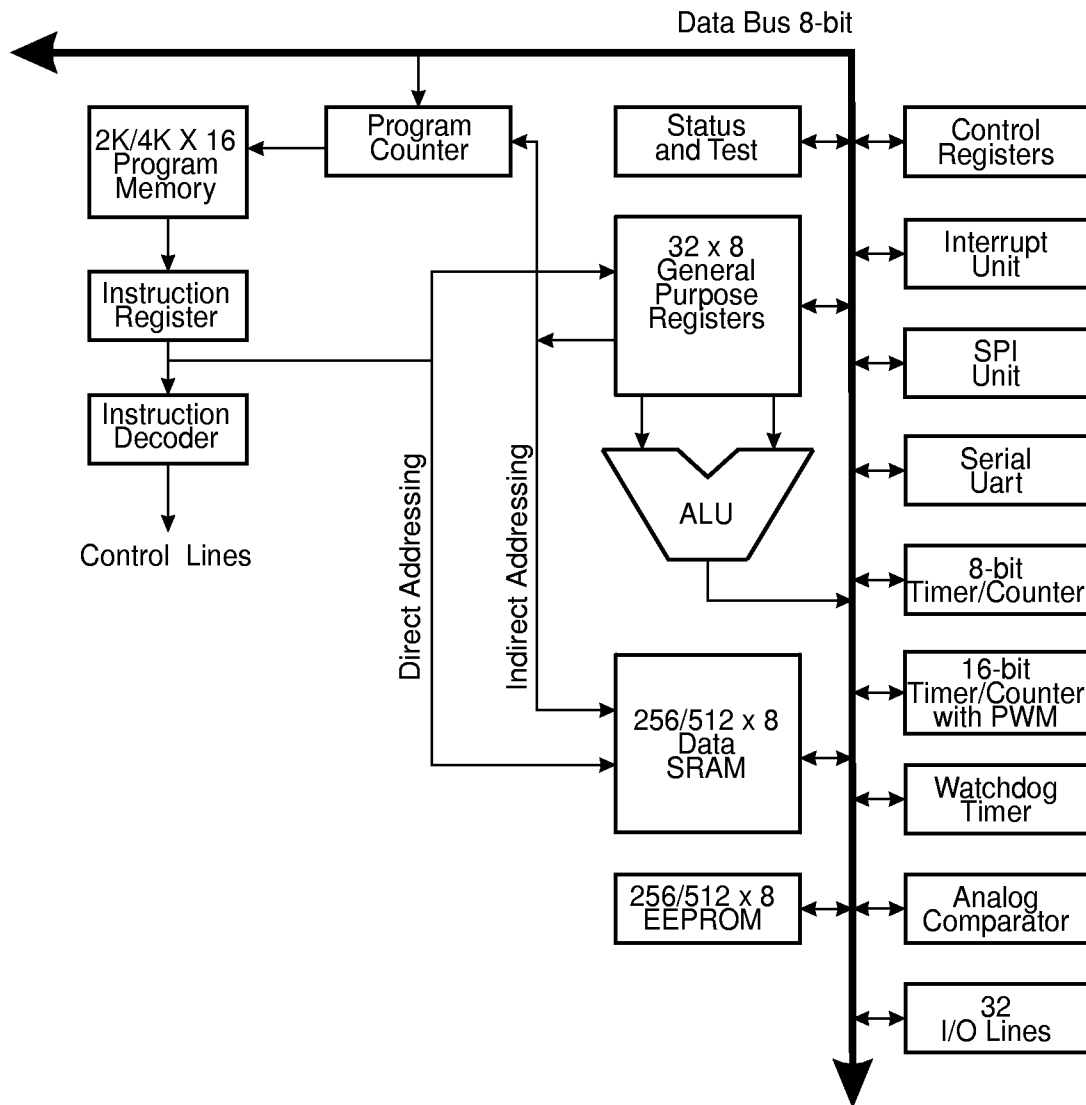 Data Bus 8-bit
2K/4K X 16
Program
Memory
Program
Counter
Status
and Test
Control
Registers
Instruction
Register
32 x 8
General
Purpose
Registers
Interrupt
Unit
SPI
Unit
Instruction
Decoder
Control Lines
Direct Addressing
Indirect Addressing
ALU
Serial
Uart
8-bit
Timer/Counter
256/512 x 8
Data
SRAM
16-bit
Timer/Counter
with PWM
Watchdog
Timer
256/512 x 8
EEPROM
Analog
Comparator
32
I/O Lines